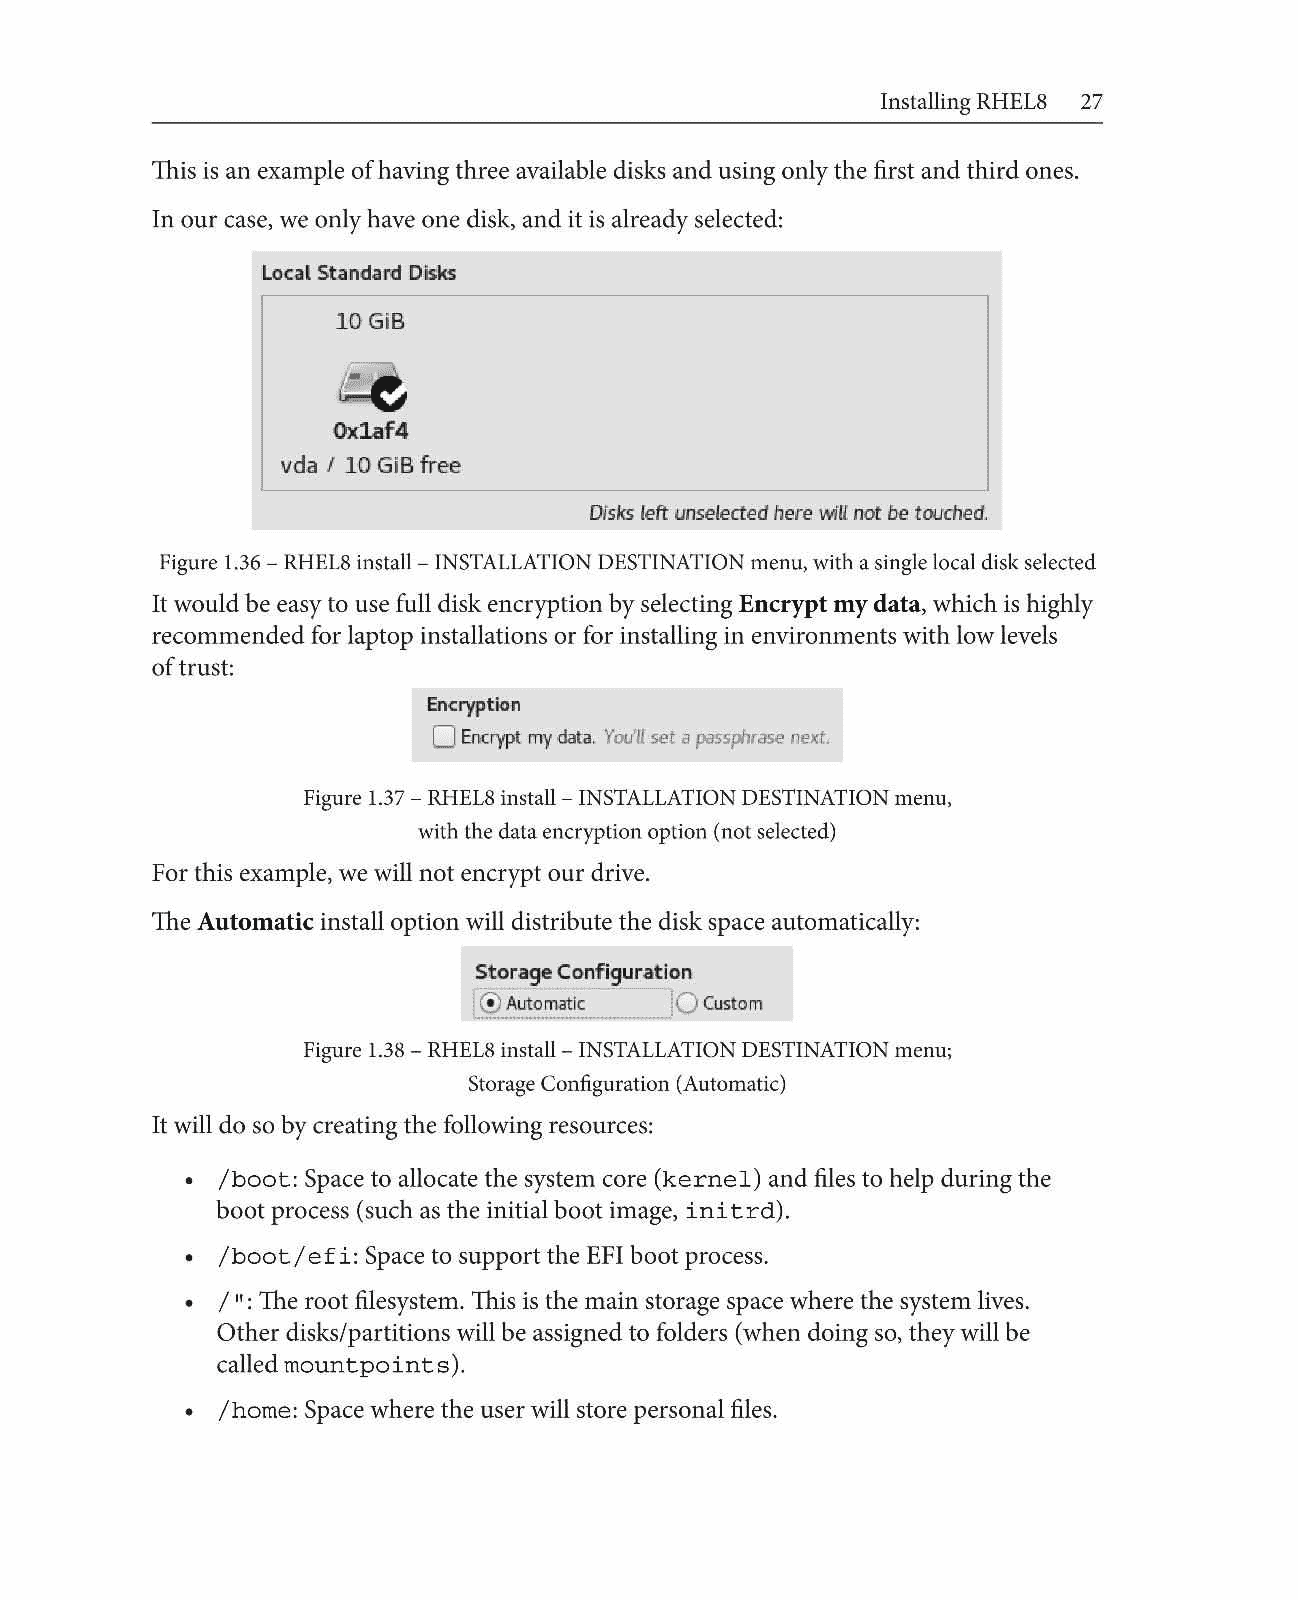 Installing RHEL8 27
This is an example of having three available disks and using only the first and third ones.
In our case, we only have one disk, and it is already selected:
Local Standard Disks
10 GiB
0x1af4
vda / 10 GiB free
Disks left unselected here will not be touched.
Figure 1.36 – RHEL8 install – INSTALLATION DESTINATION menu, with a single local disk selected
It would be easy to use full disk encryption by selecting Encrypt my data, which is highly
recommended for laptop installations or for installing in environments with low levels
of trust:
Encryption
Encrypt my data. You'll set a passphrase next.
Figure 1.37 – RHEL8 install – INSTALLATION DESTINATION menu,
with the data encryption option (not selected)
For this example, we will not encrypt our drive.
The Automatic install option will distribute the disk space automatically:
Storage Configuration
Automatic Custom
Figure 1.38 – RHEL8 install – INSTALLATION DESTINATION menu;
Storage Configuration (Automatic)
It will do so by creating the following resources:
• /boot: Space to allocate the system core (kernel) and files to help during the
boot process (such as the initial boot image, initrd).
• /boot/efi: Space to support the EFI boot process.
• /": The root filesystem. This is the main storage space where the system lives.
Other disks/partitions will be assigned to folders (when doing so, they will be
called mountpoints).
• /home: Space where the user will store personal files.